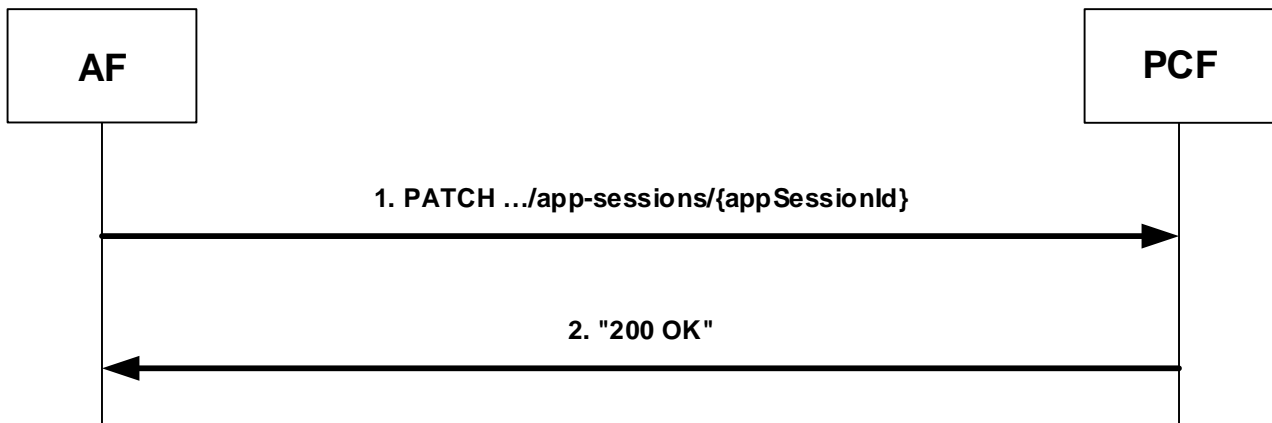 AF
PCF
1. PATCH …/app-sessions/{appSessionId}
2. "200 OK"